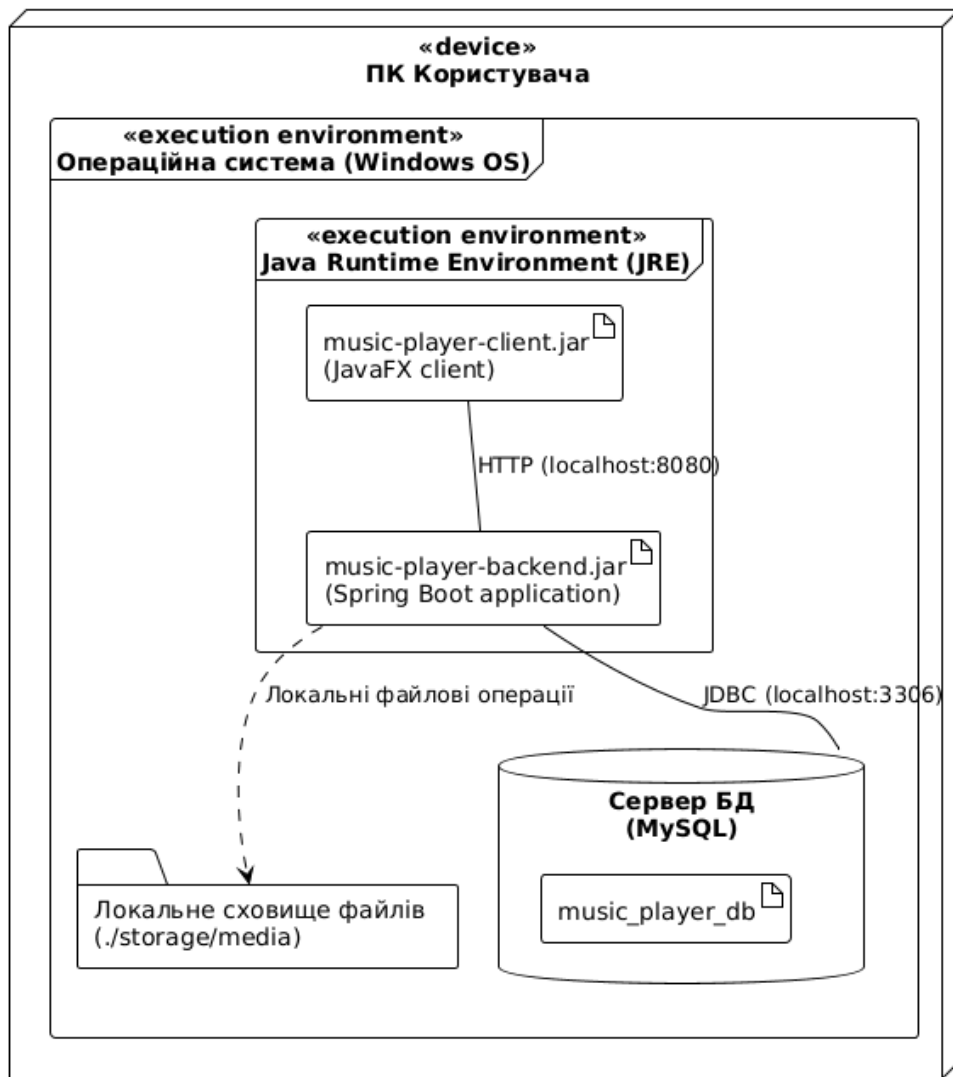 «device»
ПК Користувача
«execution environment»
Операційна система (Windows OS)
«execution environment»
Java Runtime Environment (JRE)
music-player-client.jar
(JavaFX client)
HTTP (localhost:8080)
music-player-backend.jar
(Spring Boot application)
Локальні файлові операції
JDBC (localhost:3306)
Сервер БД
(MySQL)
music_player_db
Локальне сховище файлів
(./storage/media)